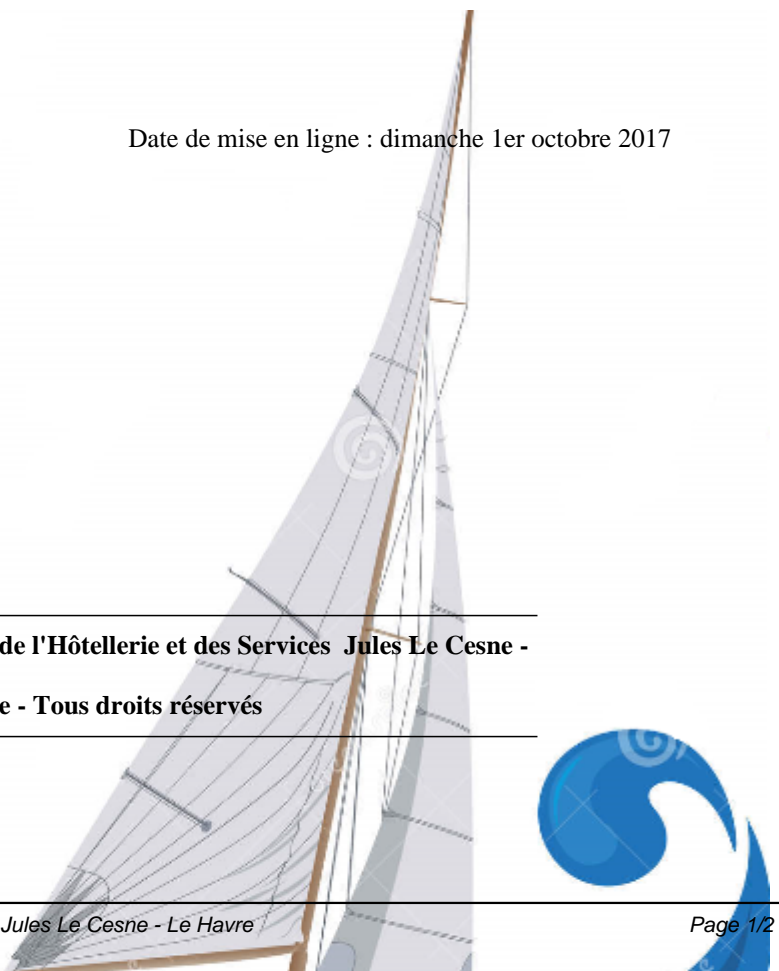 Date de mise en ligne : dimanche 1er octobre 2017
de l'Hôtellerie et des Services Jules Le Cesne -
e - Tous droits réservés
Jules Le Cesne - Le Havre Page 1/2